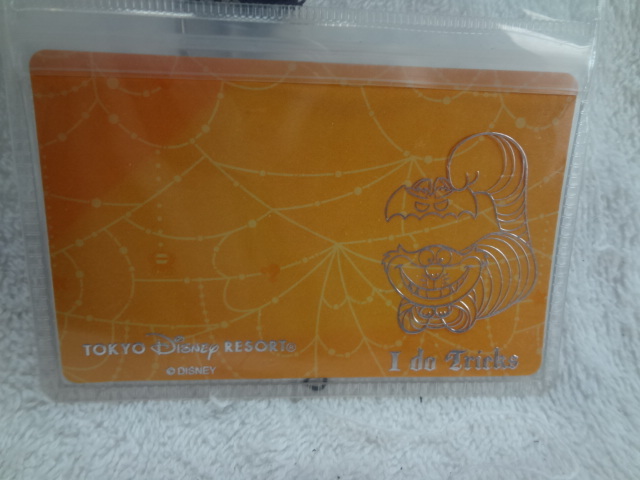 TOKYO Disney RESORT®
© DISNEY
I do Tricks